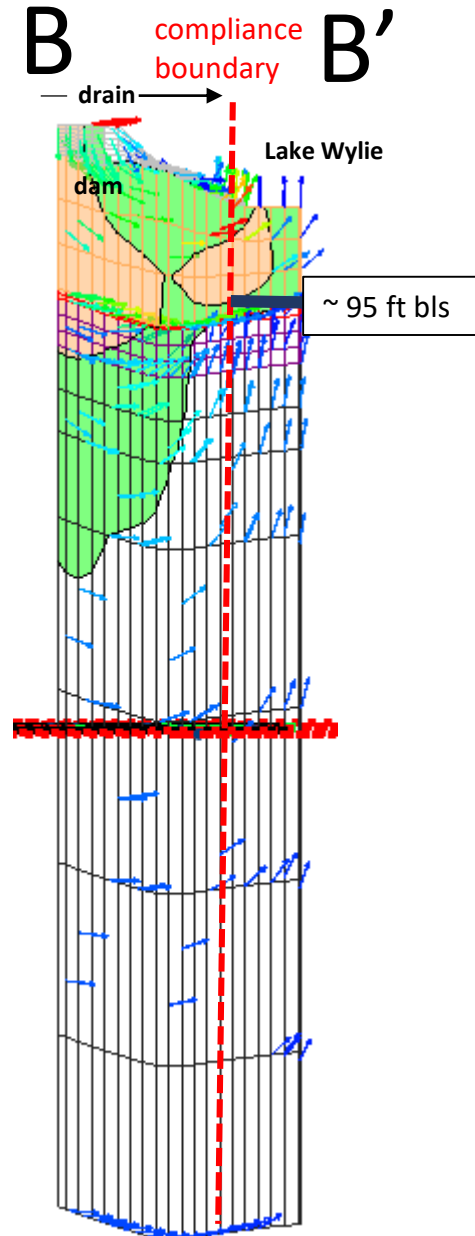 B compliance B’
boundary
— drain
Lake Wylie
dam
~ 95 ft bls